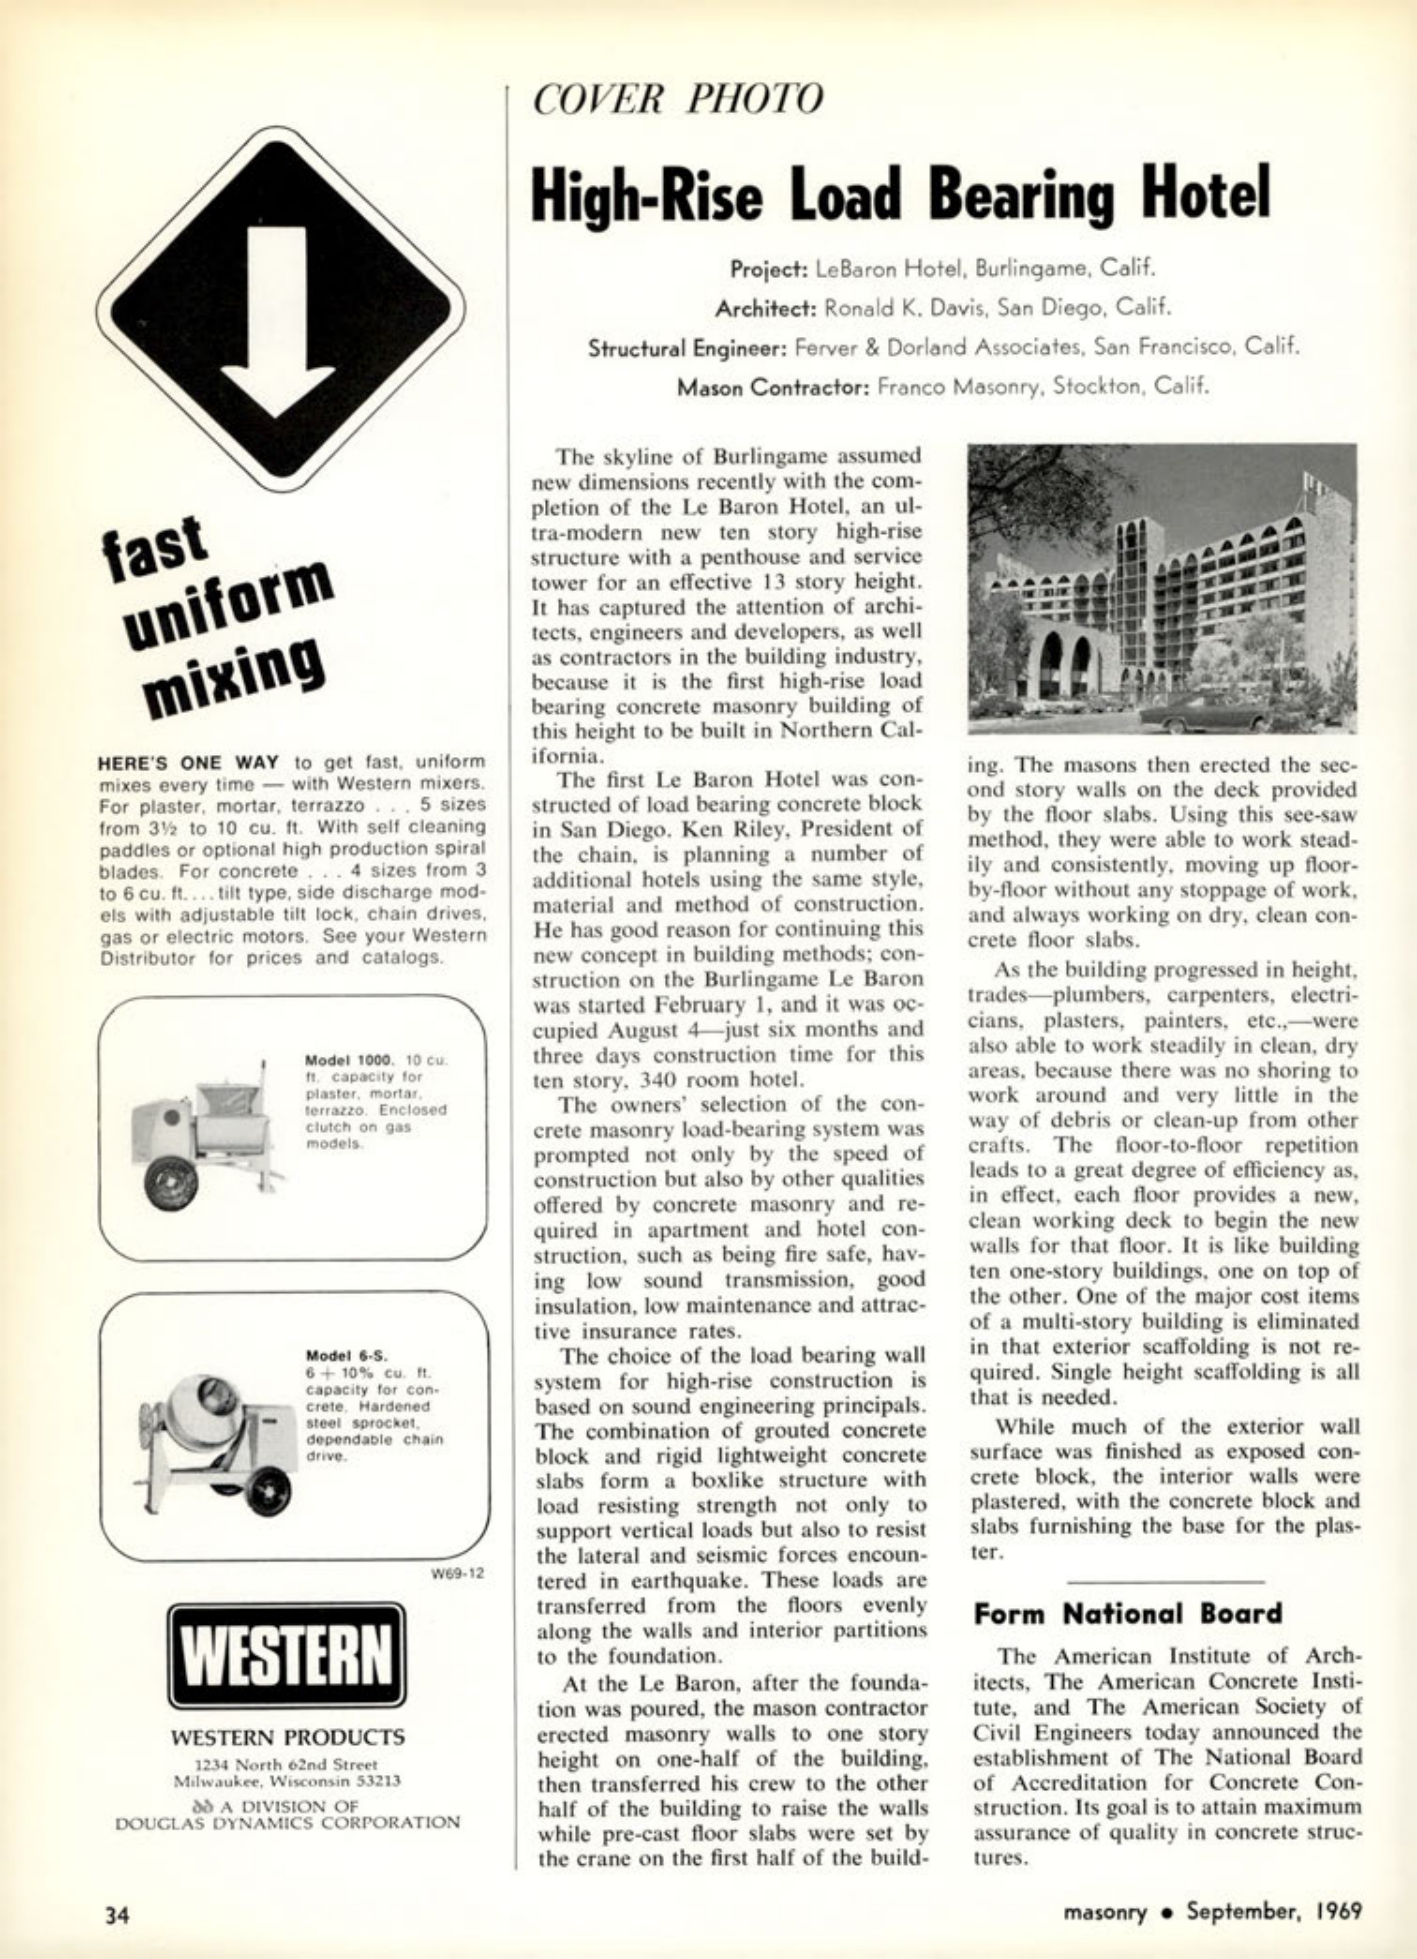 fast
uniform
mixing
HERE'S ONE WAY to get fast, uniform
mixes every time — with Western mixers.
For plaster, mortar, terrazzo . . . 5 sizes
from 3½ to 10 cu. ft. With self cleaning
paddles or optional high production spiral
blades. For concrete . . . 4 sizes from 3
to 6 cu. ft. . . . tilt type, side discharge mod-
els with adjustable tilt lock, chain drives,
gas or electric motors. See your Western
Distributor for prices and catalogs.
Model 1000. 10 cu.
ft. capacity for
plaster, mortar,
terrazzo. Enclosed
clutch on gas
models.
Model 6-S.
6 + 10% cu. ft.
capacity for con-
crete. Hardened
steel sprocket,
dependable chain
drive.
W69-12
WESTERN
WESTERN PRODUCTS
1234 North 62nd Street
Milwaukee, Wisconsin 53213
A DIVISION OF
DOUGLAS DYNAMICS CORPORATION
COVER PHOTO
High-Rise Load Bearing Hotel
Project: LeBaron Hotel, Burlingame, Calif.
Architect: Ronald K. Davis, San Diego, Calif.
Structural Engineer: Ferver & Dorland Associates, San Francisco, Calif.
Mason Contractor: Franco Masonry, Stockton, Calif.
The skyline of Burlingame assumed
new dimensions recently with the com-
pletion of the Le Baron Hotel, an ul-
tra-modern new ten story high-rise
structure with a penthouse and service
tower for an effective 13 story height.
It has captured the attention of archi-
tects, engineers and developers, as well
as contractors in the building industry,
because it is the first high-rise load
bearing concrete masonry building of
this height to be built in Northern Cal-
ifornia.
The first Le Baron Hotel was con-
structed of load bearing concrete block
in San Diego. Ken Riley, President of
the chain, is planning a number of
additional hotels using the same style,
material and method of construction.
He has good reason for continuing this
new concept in building methods; con-
struction on the Burlingame Le Baron
was started February 1, and it was oc-
cupied August 4—just six months and
three days construction time for this
ten story, 340 room hotel.
The owners' selection of the con-
crete masonry load-bearing system was
prompted not only by the speed of
construction but also by other qualities
offered by concrete masonry and re-
quired in apartment and hotel con-
struction, such as being fire safe, hav-
ing low sound transmission, good
insulation, low maintenance and attrac-
tive insurance rates.
The choice of the load bearing wall
system for high-rise construction is
based on sound engineering principals.
The combination of grouted concrete
block and rigid lightweight concrete
slabs form a boxlike structure with
load resisting strength not only to
support vertical loads but also to resist
the lateral and seismic forces encoun-
tered in earthquake. These loads are
transferred from the floors evenly
along the walls and interior partitions
to the foundation.
At the Le Baron, after the founda-
tion was poured, the mason contractor
erected masonry walls to one story
height on one-half of the building,
then transferred his crew to the other
half of the building to raise the walls
while pre-cast floor slabs were set by
the crane on the first half of the build-
ing. The masons then erected the sec-
ond story walls on the deck provided
by the floor slabs. Using this see-saw
method, they were able to work stead-
ily and consistently, moving up floor-
by-floor without any stoppage of work,
and always working on dry, clean con-
crete floor slabs.
As the building progressed in height,
trades—plumbers, carpenters, electri-
cians, plasters, painters, etc.,—were
also able to work steadily in clean, dry
areas, because there was no shoring to
work around and very little in the
way of debris or clean-up from other
crafts. The floor-to-floor repetition
leads to a great degree of efficiency as,
in effect, each floor provides a new,
clean working deck to begin the new
walls for that floor. It is like building
ten one-story buildings, one on top of
the other. One of the major cost items
of a multi-story building is eliminated
in that exterior scaffolding is not re-
quired. Single height scaffolding is all
that is needed.
While much of the exterior wall
surface was finished as exposed con-
crete block, the interior walls were
plastered, with the concrete block and
slabs furnishing the base for the plas-
ter.
Form National Board
The American Institute of Arch-
itects, The American Concrete Insti-
tute, and The American Society of
Civil Engineers today announced the
establishment of The National Board
of Accreditation for Concrete Con-
struction. Its goal is to attain maximum
assurance of quality in concrete struc-
tures.
34
masonry • September, 1969